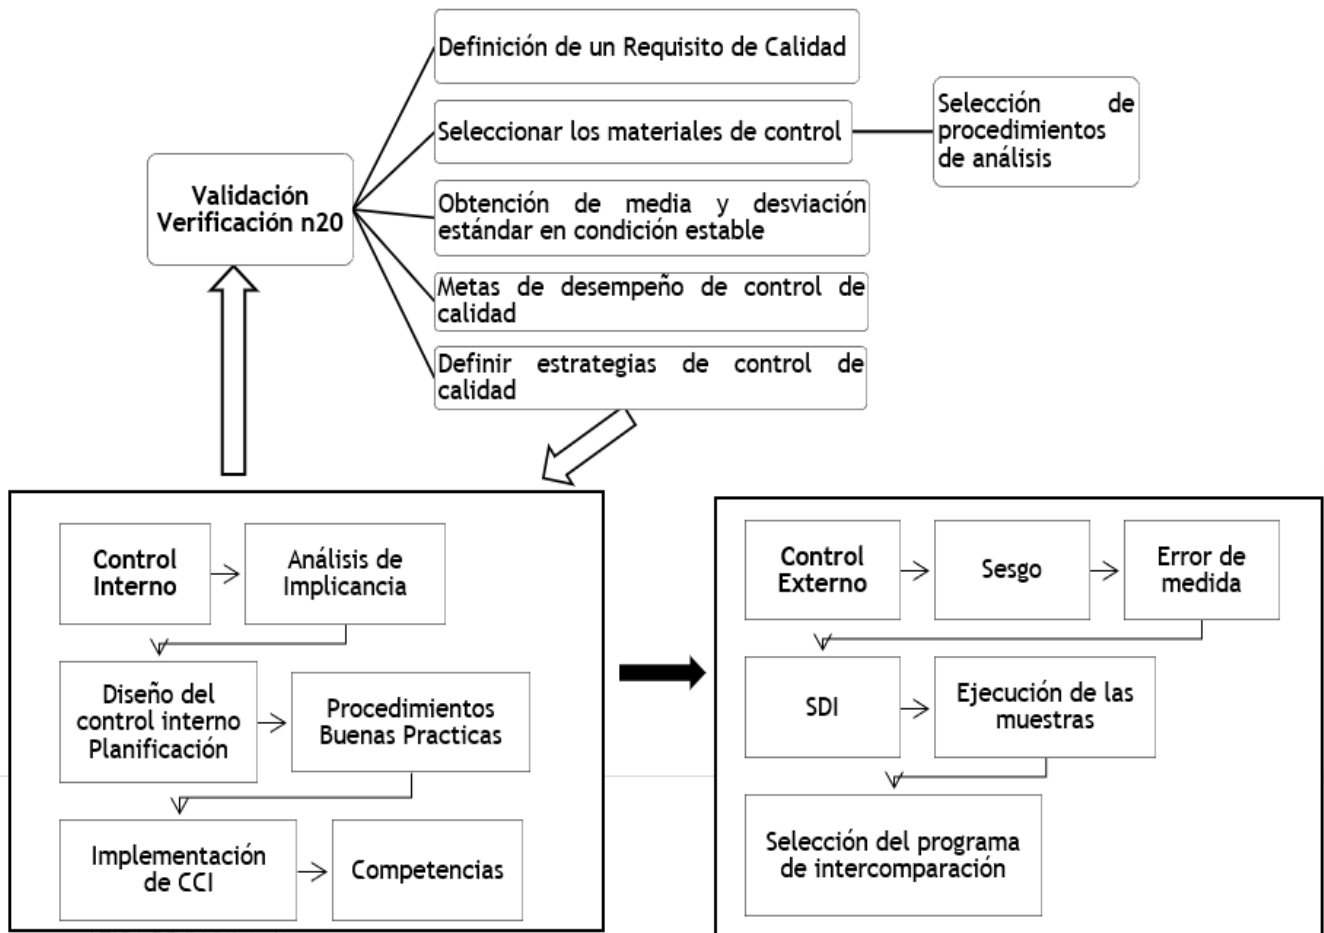 Definición de un Requisito de Calidad
Seleccionar los materiales de control
Selección de
procedimientos
de análisis
Validación
Verificación n20
Obtención de media y desviación
estándar en condición estable
Metas de desempeño de control de
calidad
Definir estrategias de control de
calidad
Control
Interno
Análisis de
Implicancia
Diseño del
control interno
Planificación
Procedimientos
Buenas Practicas
Implementación
de CCI
Competencias
Control
Externo
Sesgo
Error de
medida
SDI
Ejecución de las
muestras
Selección del programa
de intercomparación